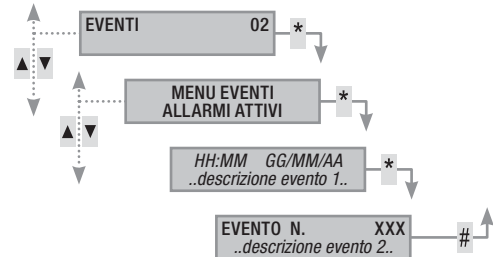 EVENTI 02
*
▲ ▼
MENU EVENTI
ALLARMI ATTIVI
*
▲ ▼
HH:MM GG/MM/AA
..descrizione evento 1..
*
EVENTO N. XXX
..descrizione evento 2..
#